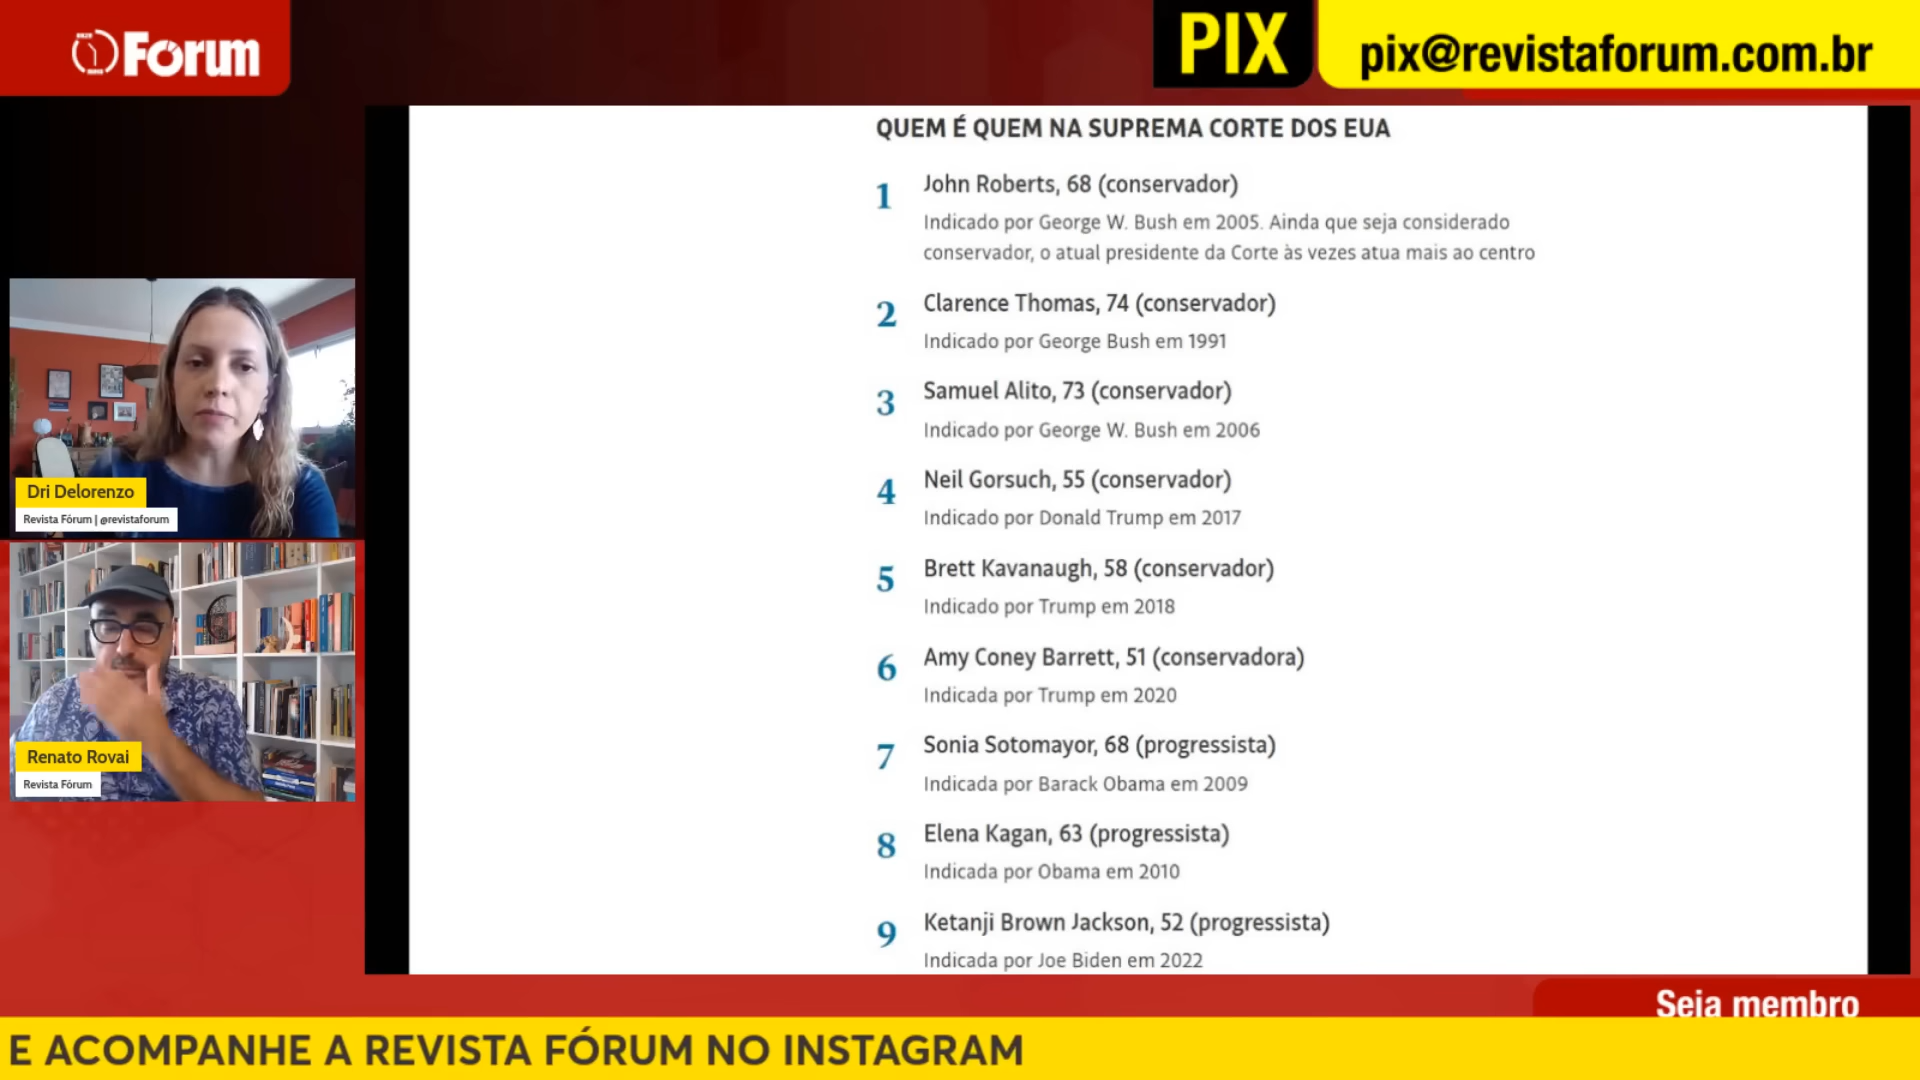 Fórum
PIX
pix@revistaforum.com.br
QUEM É QUEM NA SUPREMA CORTE DOS EUA
1
John Roberts, 68 (conservador)
Indicado por George W. Bush em 2005. Ainda que seja considerado
conservador, o atual presidente da Corte às vezes atua mais ao centro
2
Clarence Thomas, 74 (conservador)
Indicado por George Bush em 1991
3
Samuel Alito, 73 (conservador)
Indicado por George W. Bush em 2006
4
Neil Gorsuch, 55 (conservador)
Indicado por Donald Trump em 2017
5
Brett Kavanaugh, 58 (conservador)
Indicado por Trump em 2018
6
Amy Coney Barrett, 51 (conservadora)
Indicada por Trump em 2020
7
Sonia Sotomayor, 68 (progressista)
Indicada por Barack Obama em 2009
8
Elena Kagan, 63 (progressista)
Indicada por Obama em 2010
9
Ketanji Brown Jackson, 52 (progressista)
Indicada por Joe Biden em 2022
Dri Delorenzo
Revista Fórum | @revistaforum
Renato Rovai
Revista Fórum
Seja membro
E ACOMPANHE A REVISTA FÓRUM NO INSTAGRAM